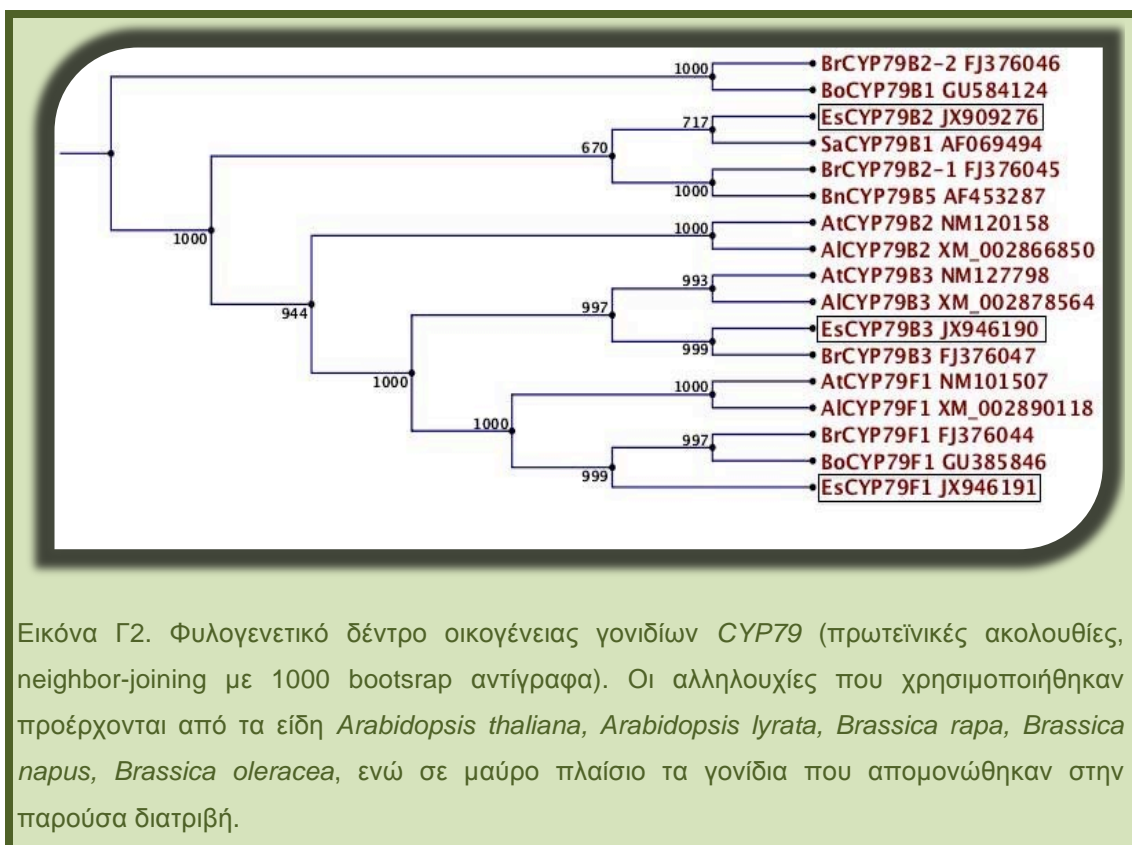 1000
BrCYP79B2-2 FJ376046
BoCYP79B1 GU584124
717
EsCYP79B2 JX909276
SaCYP79B1 AF069494
670
BrCYP79B2-1 FJ376045
1000
BnCYP79B5 AF453287
1000
AtCYP79B2 NM120158
1000
AlCYP79B2 XM_002866850
993
AtCYP79B3 NM127798
944
997
AlCYP79B3 XM_002878564
EsCYP79B3 JX946190
999
BrCYP79B3 FJ376047
1000
1000
AtCYP79F1 NM101507
AlCYP79F1 XM_002890118
1000
997
BrCYP79F1 FJ376044
BoCYP79F1 GU385846
999
EsCYP79F1 JX946191
Εικόνα Γ2. Φυλογενετικό δέντρο οικογένειας γονιδίων CYP79 (πρωτεϊνικές ακολουθίες,
neighbor-joining με 1000 bootsrap αντίγραφα). Οι αλληλουχίες που χρησιμοποιήθηκαν
προέρχονται από τα είδη Arabidopsis thaliana, Arabidopsis lyrata, Brassica rapa, Brassica
napus, Brassica oleracea, ενώ σε μαύρο πλαίσιο τα γονίδια που απομονώθηκαν στην
παρούσα διατριβή.